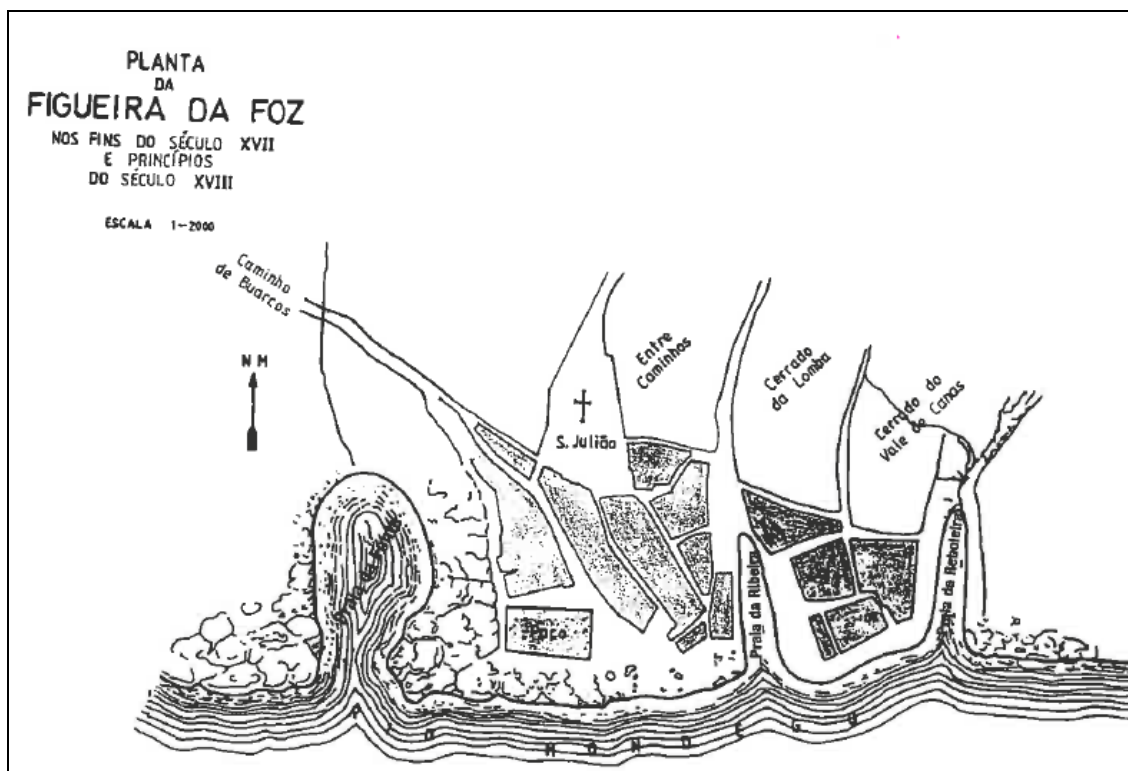 PLANTA
DA
FIGUEIRA DA FOZ
NOS FINS DO SÉCULO XVII
E PRINCÍPIOS
DO SÉCULO XVIII
ESCALA 1-2000
Caminho
de Buarcos
N M
Entre
Caminhos
S. Julião
Cerrado
da Lomba
Cerrado do
Vale de Canas
Paço
Praia da Ribeira
Praia da Reboleira
RIO MONDEGO